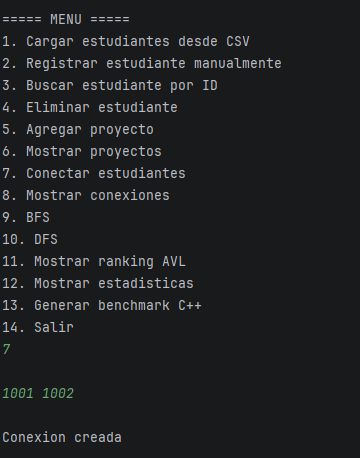 ===== MENU =====
1. Cargar estudiantes desde CSV
2. Registrar estudiante manualmente
3. Buscar estudiante por ID
4. Eliminar estudiante
5. Agregar proyecto
6. Mostrar proyectos
7. Conectar estudiantes
8. Mostrar conexiones
9. BFS
10. DFS
11. Mostrar ranking AVL
12. Mostrar estadisticas
13. Generar benchmark C++
14. Salir
7
1001 1002
Conexion creada